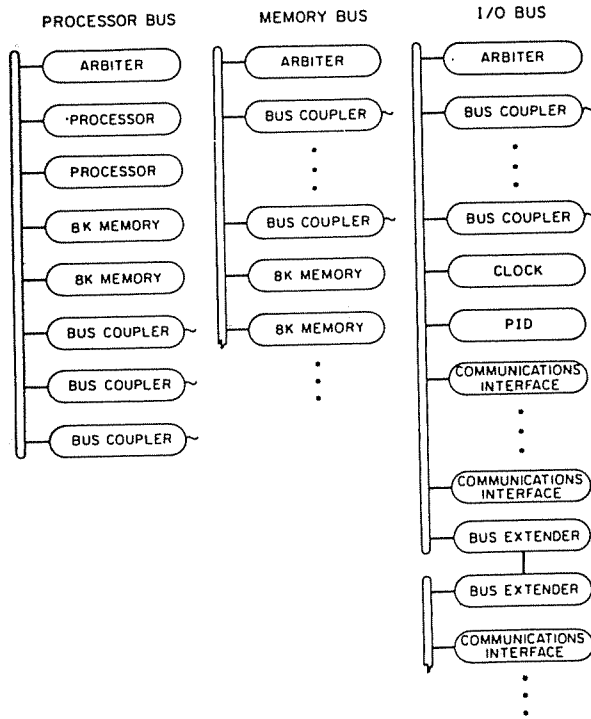 PROCESSOR BUS
ARBITER
PROCESSOR
PROCESSOR
8K MEMORY
8K MEMORY
BUS COUPLER
BUS COUPLER
BUS COUPLER
MEMORY BUS
ARBITER
BUS COUPLER
BUS COUPLER
8K MEMORY
8K MEMORY
I/O BUS
ARBITER
BUS COUPLER
BUS COUPLER
CLOCK
PID
COMMUNICATIONS
INTERFACE
COMMUNICATIONS
INTERFACE
BUS EXTENDER
BUS EXTENDER
COMMUNICATIONS
INTERFACE